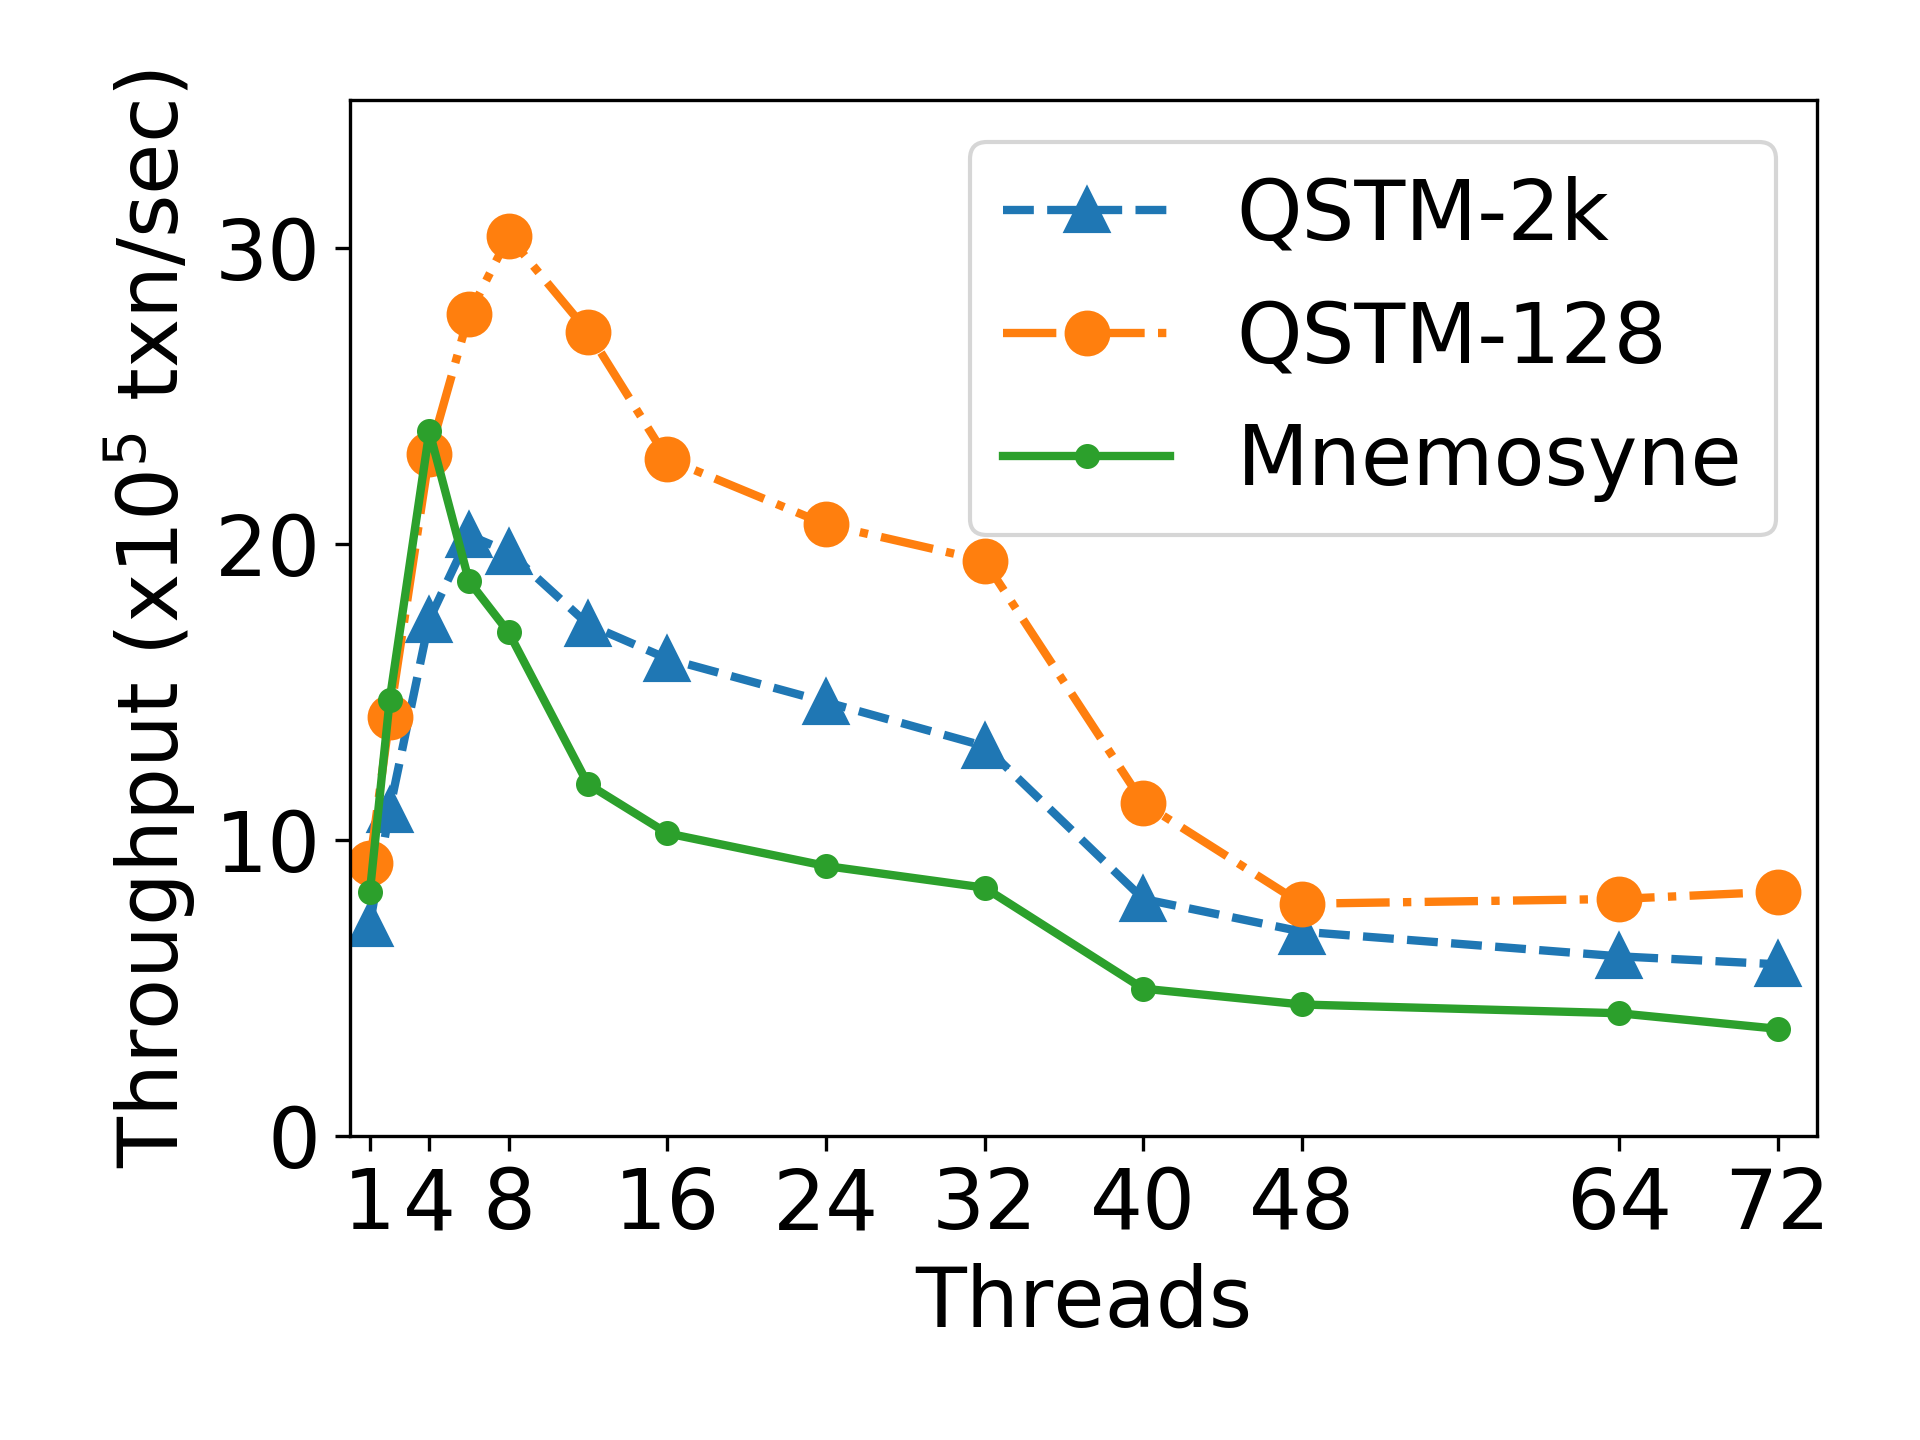 Throughput (x10⁵ txn/sec)
30
20
10
0
QSTM-2k
QSTM-128
Mnemosyne
1 4 8 16 24 32 40 48 64 72
Threads